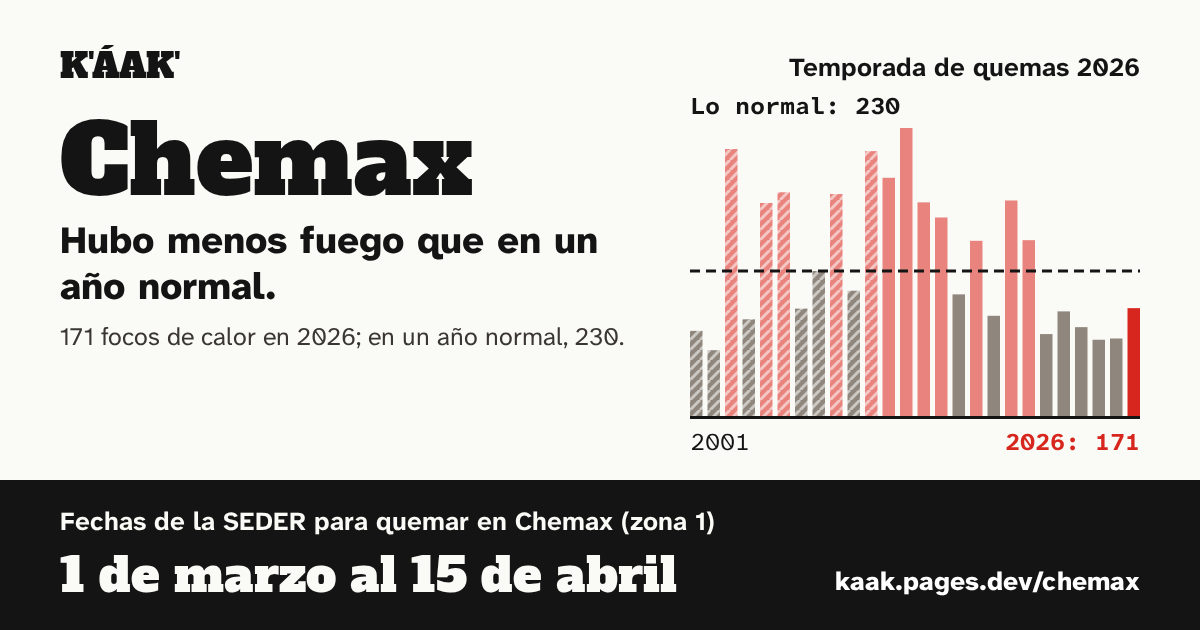 K'ÁAK'
Chemax
Hubo menos fuego que en un
año normal.
171 focos de calor en 2026; en un año normal, 230.
Temporada de quemas 2026
Lo normal: 230
2001
2026: 171
Fechas de la SEDER para quemar en Chemax (zona 1)
1 de marzo al 15 de abril
kaak.pages.dev/chemax